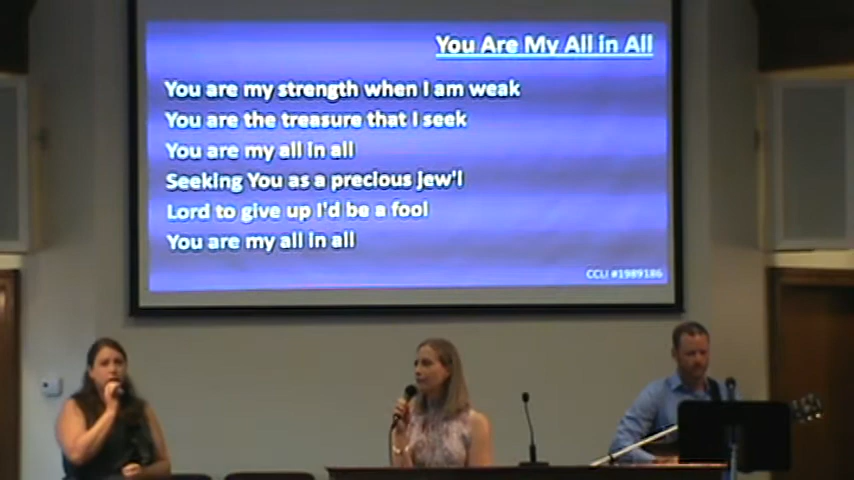 You Are My All in All
You are my strength when I am weak
You are the treasure that I seek
You are my all in all
Seeking You as a precious jew'l
Lord to give up I'd be a fool
You are my all in all
CCLI #1989186